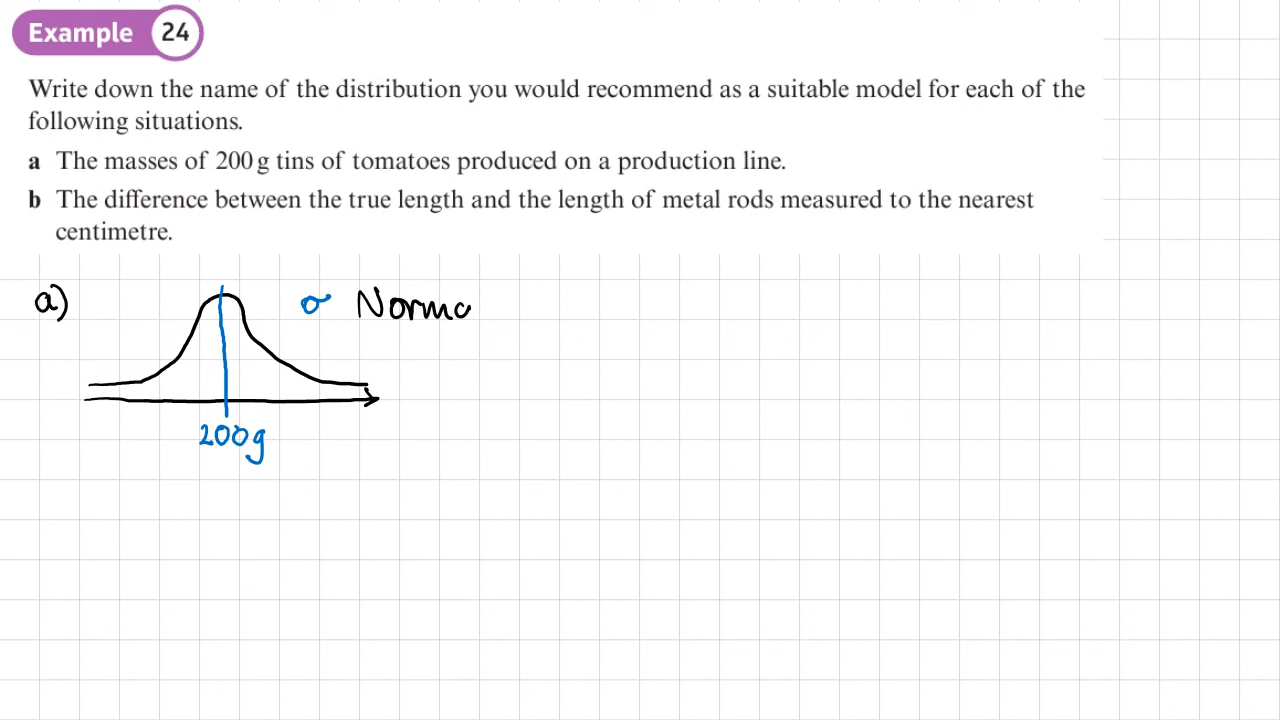 Example 24
Write down the name of the distribution you would recommend as a suitable model for each of the
following situations.
a The masses of 200 g tins of tomatoes produced on a production line.
b The difference between the true length and the length of metal rods measured to the nearest
centimetre.
a)
σ Norma
200g